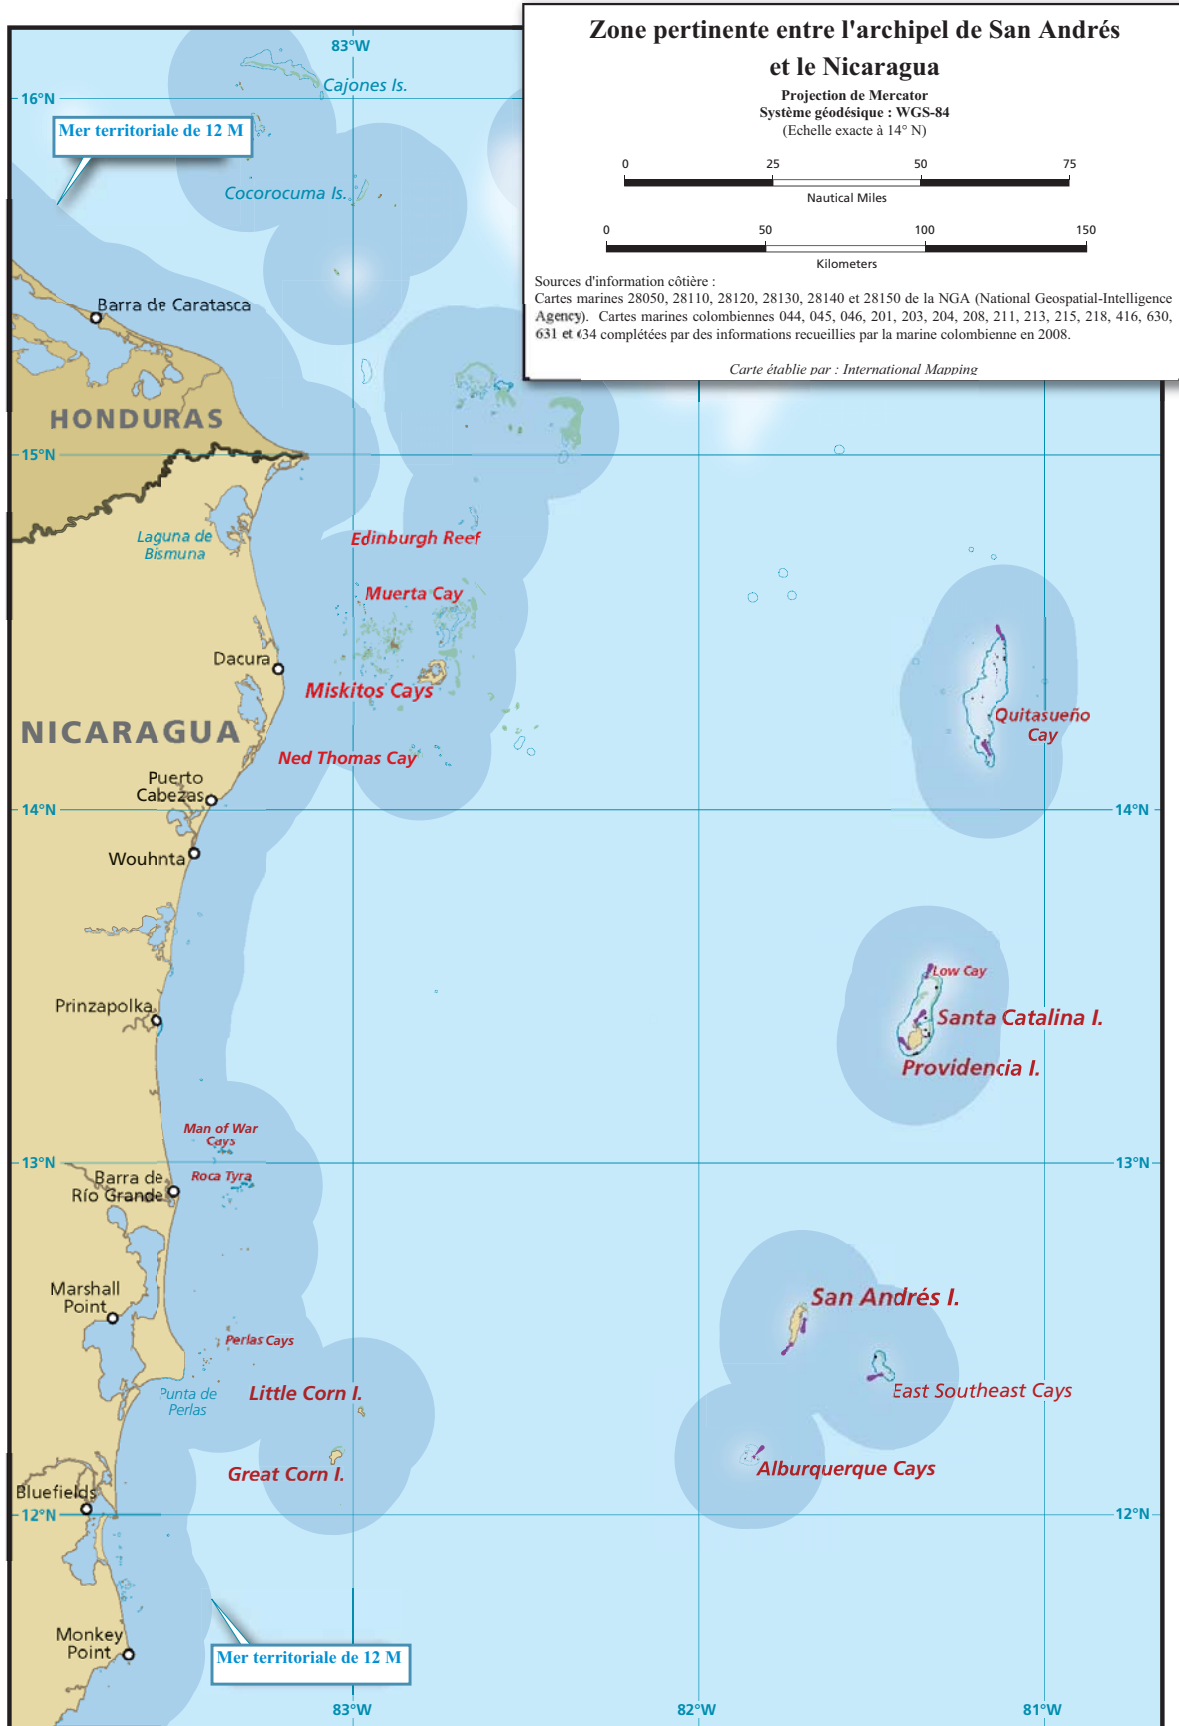 Zone pertinente entre l'archipel de San Andrés
et le Nicaragua
Projection de Mercator
Système géodésique : WGS-84
(Echelle exacte à 14° N)
0 25 50 75
Nautical Miles
0 50 100 150
Kilometers
Sources d'information côtière :
Cartes marines 28050, 28110, 28120, 28130, 28140 et 28150 de la NGA (National Geospatial-Intelligence
Agency). Cartes marines colombiennes 044, 045, 046, 201, 203, 204, 208, 211, 213, 215, 218, 416, 630,
631 et 634 complétées par des informations recueillies par la marine colombienne en 2008.
Carte établie par : International Mapping
83°W
Cajones Is.
16°N
Mer territoriale de 12 M
Cocorocuma Is.
Barra de Caratasca
HONDURAS
15°N
Laguna de
Bismuna
Edinburgh Reef
Muerta Cay
Dacura
Miskitos Cays
Quitasueño
Cay
NICARAGUA
Ned Thomas Cay
Puerto
Cabezas
14°N
14°N
Wouhnta
Low Cay
Prinzapolka
Santa Catalina I.
Providencia I.
Man of War
Cays
13°N
13°N
Barra de
Río Grande
Roca Tyra
Marshall
Point
San Andrés I.
Perlas Cays
Punta de
Perlas
Little Corn I.
East Southeast Cays
Great Corn I.
Alburquerque Cays
Bluefields
12°N
12°N
Monkey
Point
Mer territoriale de 12 M
83°W
82°W
81°W